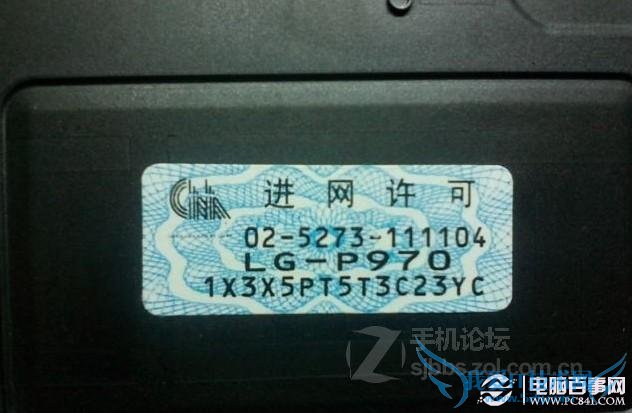 CNA 进网许可
02-5273-111104
LG-P970
1X3X5PT5T3C23YC
手机论坛
sjbbs.zol.com.cn
电脑百事网
WWW.PC841.COM